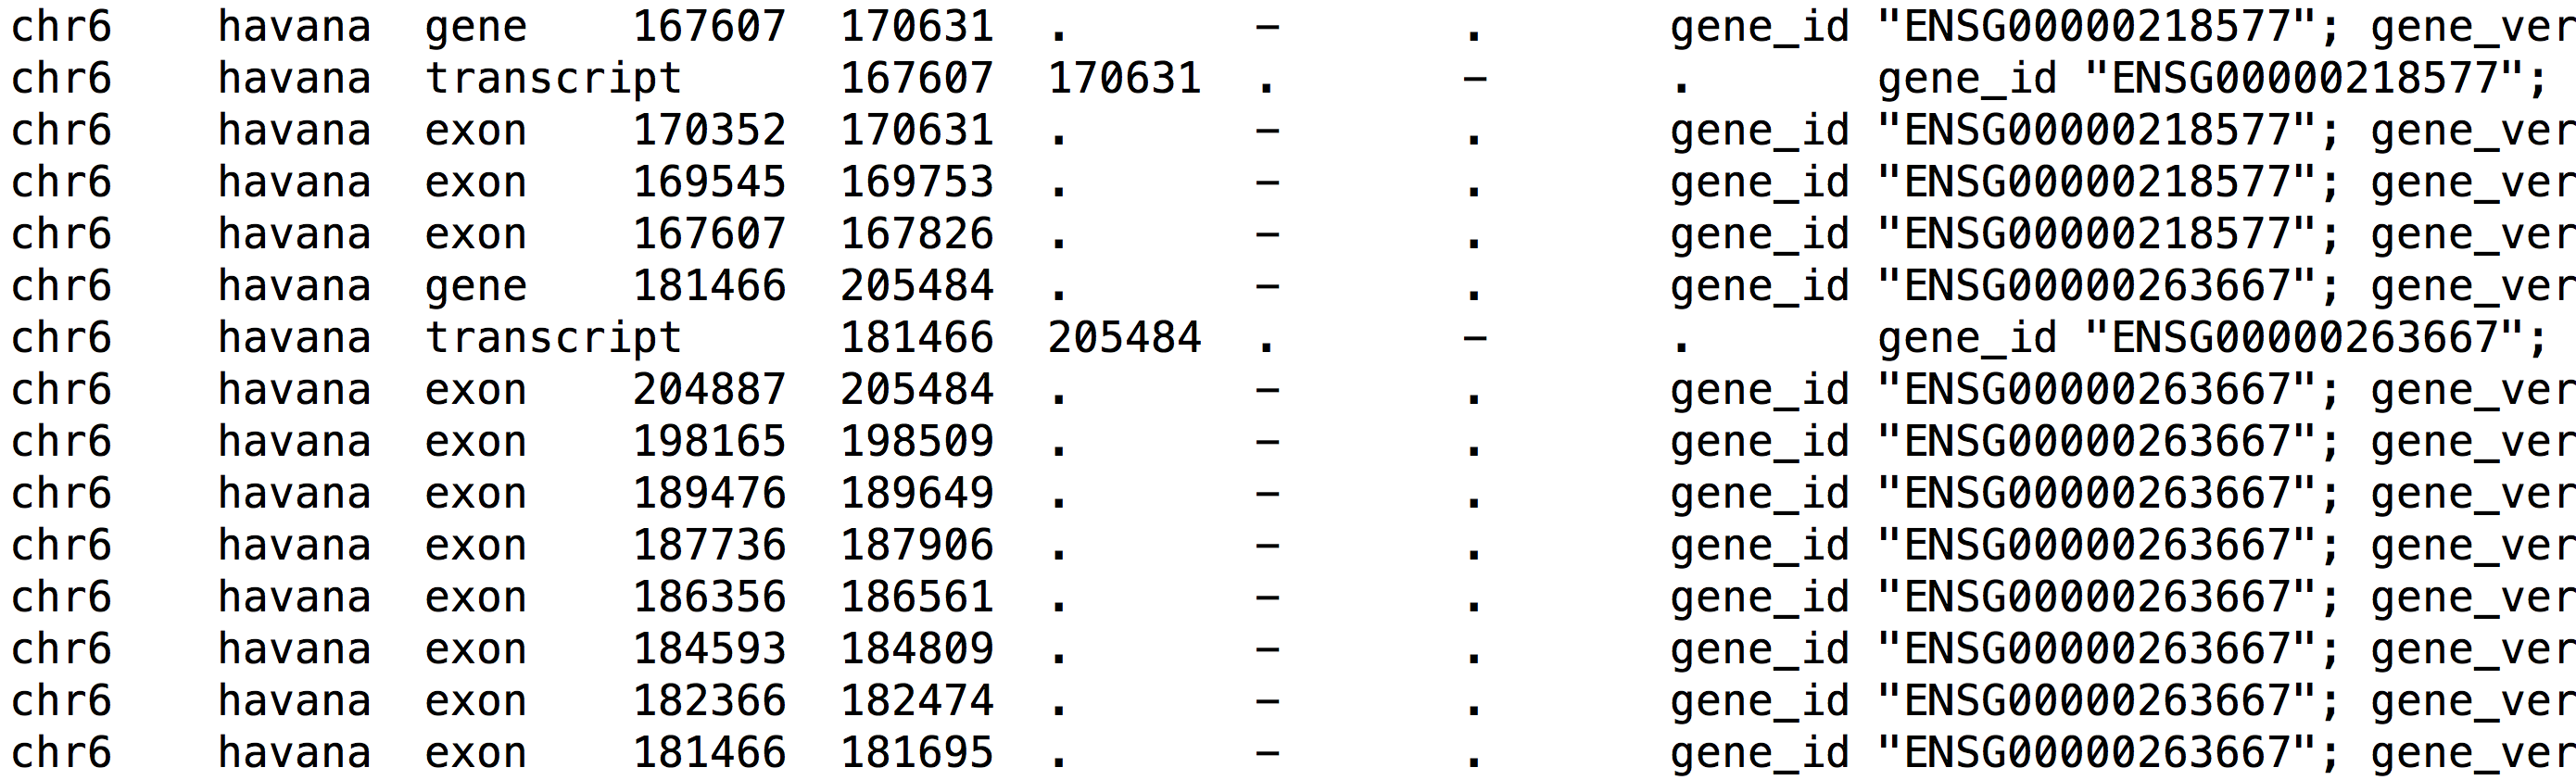 chr6 havana gene 167607 170631 . - . gene_id "ENSG00000218577"; gene_ver
chr6 havana transcript 167607 170631 . - . gene_id "ENSG00000218577";
chr6 havana exon 170352 170631 . - . gene_id "ENSG00000218577"; gene_ver
chr6 havana exon 169545 169753 . - . gene_id "ENSG00000218577"; gene_ver
chr6 havana exon 167607 167826 . - . gene_id "ENSG00000218577"; gene_ver
chr6 havana gene 181466 205484 . - . gene_id "ENSG00000263667"; gene_ver
chr6 havana transcript 181466 205484 . - . gene_id "ENSG00000263667";
chr6 havana exon 204887 205484 . - . gene_id "ENSG00000263667"; gene_ver
chr6 havana exon 198165 198509 . - . gene_id "ENSG00000263667"; gene_ver
chr6 havana exon 189476 189649 . - . gene_id "ENSG00000263667"; gene_ver
chr6 havana exon 187736 187906 . - . gene_id "ENSG00000263667"; gene_ver
chr6 havana exon 186356 186561 . - . gene_id "ENSG00000263667"; gene_ver
chr6 havana exon 184593 184809 . - . gene_id "ENSG00000263667"; gene_ver
chr6 havana exon 182366 182474 . - . gene_id "ENSG00000263667"; gene_ver
chr6 havana exon 181466 181695 . - . gene_id "ENSG00000263667"; gene_ver